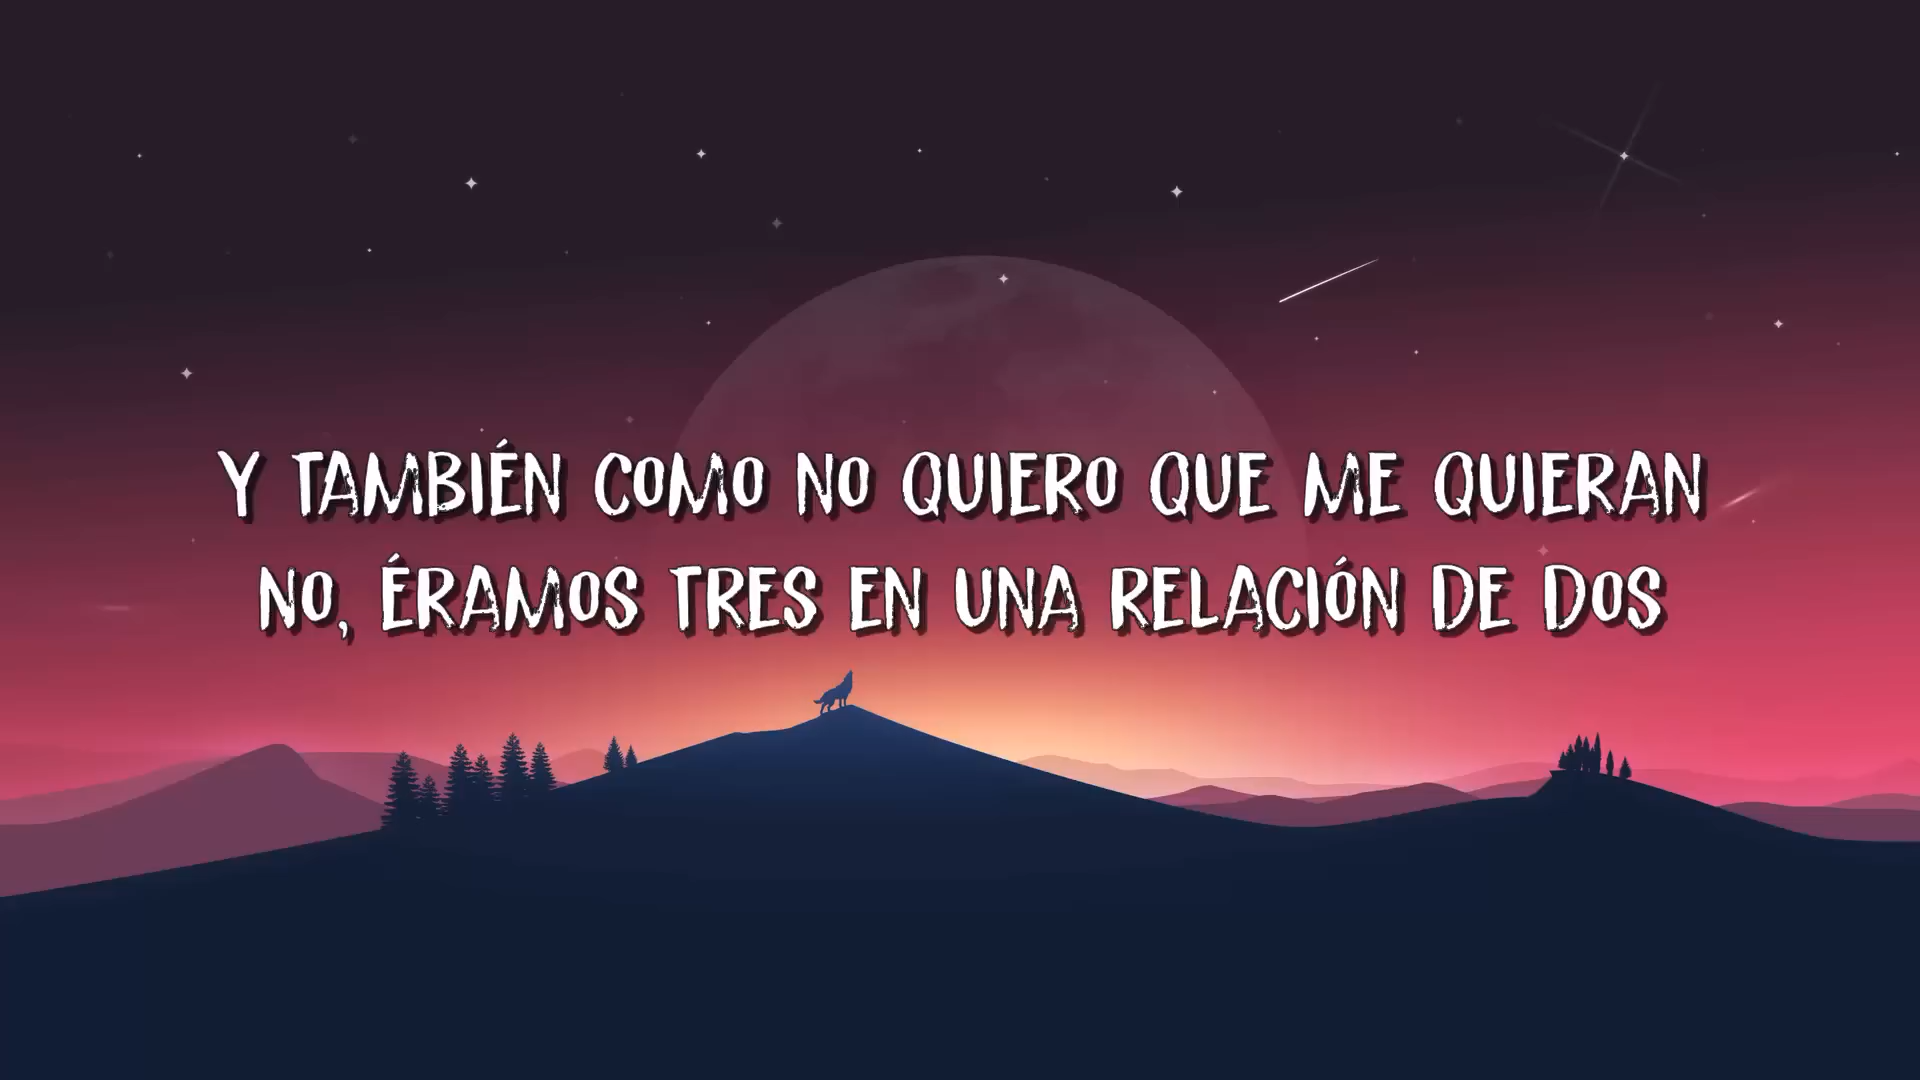 Y TAMBIÉN COMO NO QUIERO QUE ME QUIERAN
NO, ÉRAMOS TRES EN UNA RELACIÓN DE DOS